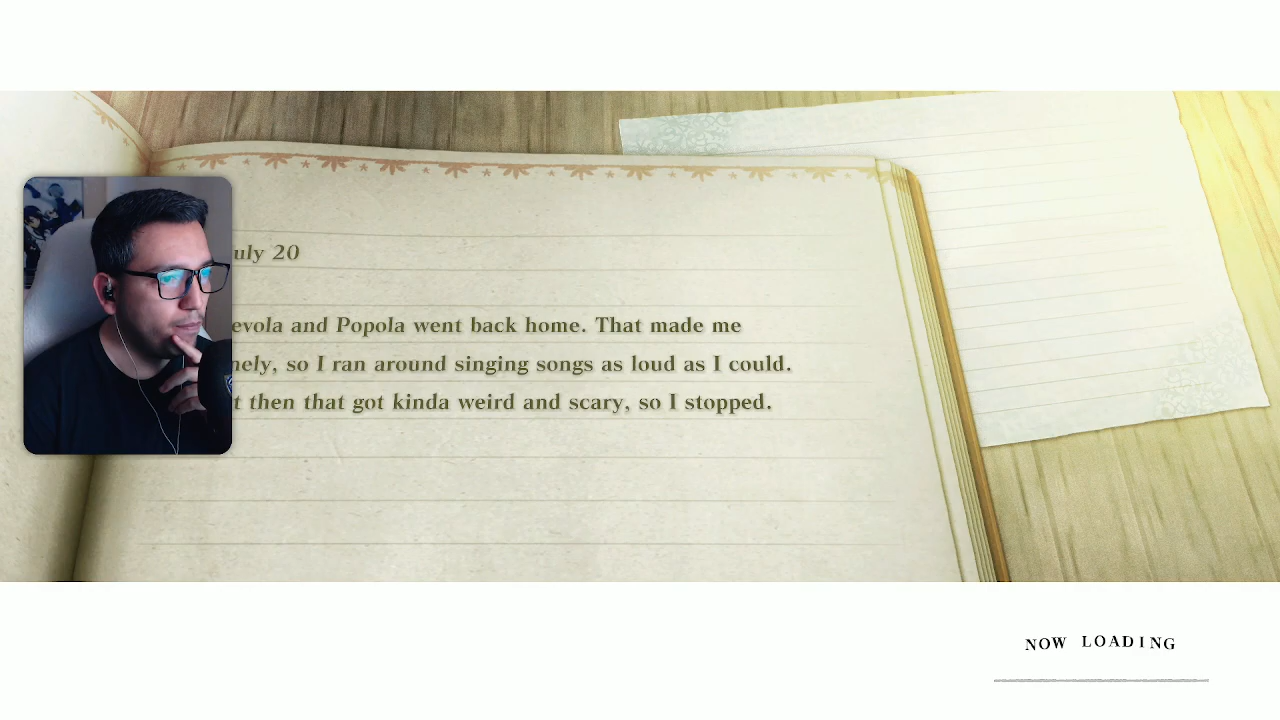 uly 20
evola and Popola went back home. That made me
nely, so I ran around singing songs as loud as I could.
t then that got kinda weird and scary, so I stopped.
NOW LOADING